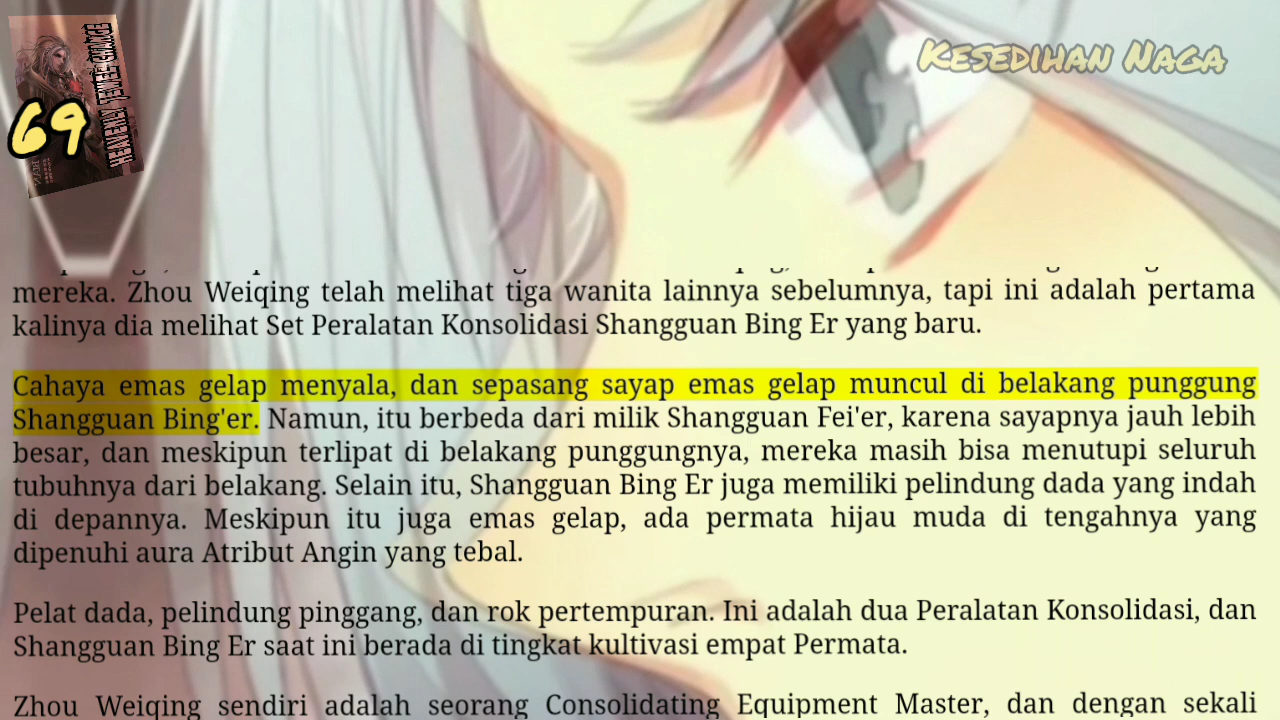 HEAVENLY JEWEL CHANGE
69
Kesedihan Naga
mereka. Zhou Weiqing telah melihat tiga wanita lainnya sebelumnya, tapi ini adalah pertama
kalinya dia melihat Set Peralatan Konsolidasi Shangguan Bing Er yang baru.
Cahaya emas gelap menyala, dan sepasang sayap emas gelap muncul di belakang punggung
Shangguan Bing'er. Namun, itu berbeda dari milik Shangguan Fei'er, karena sayapnya jauh lebih
besar, dan meskipun terlipat di belakang punggungnya, mereka masih bisa menutupi seluruh
tubuhnya dari belakang. Selain itu, Shangguan Bing Er juga memiliki pelindung dada yang indah
di depannya. Meskipun itu juga emas gelap, ada permata hijau muda di tengahnya yang
dipenuhi aura Atribut Angin yang tebal.
Pelat dada, pelindung pinggang, dan rok pertempuran. Ini adalah dua Peralatan Konsolidasi, dan
Shangguan Bing Er saat ini berada di tingkat kultivasi empat Permata.
Zhou Weiqing sendiri adalah seorang Consolidating Equipment Master, dan dengan sekali